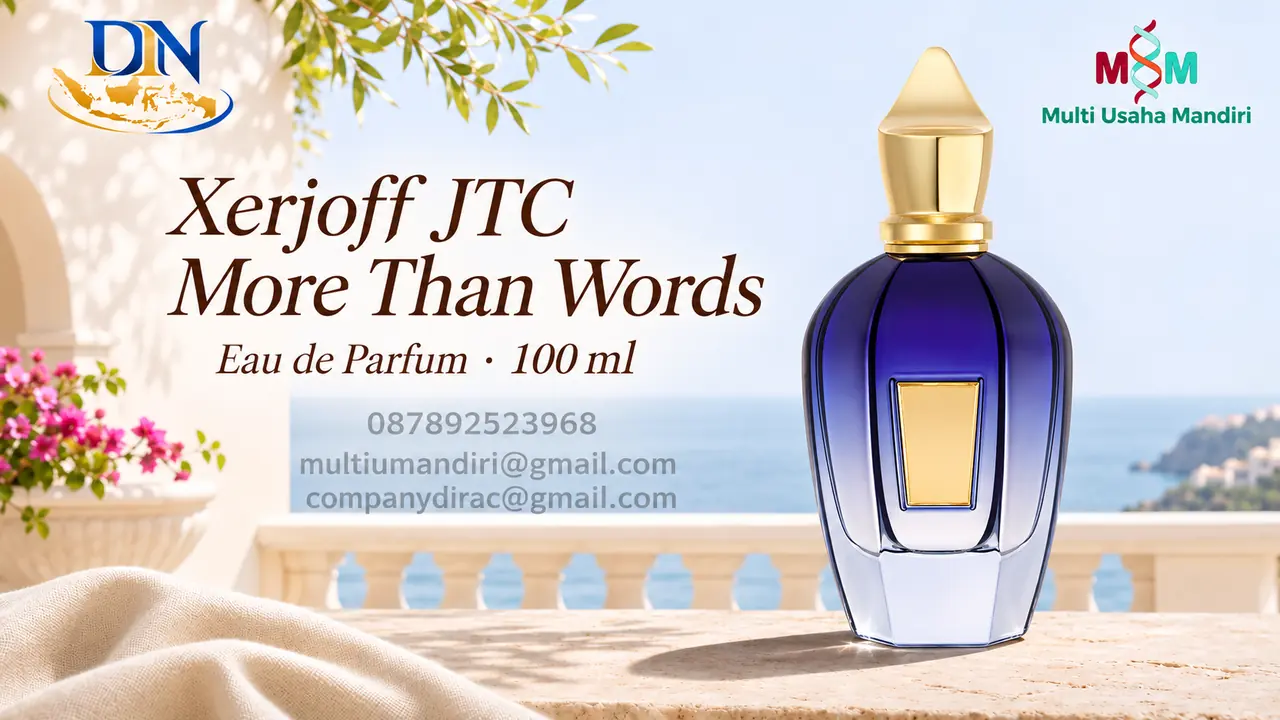 DN
MSM
Multi Usaha Mandiri
Xerjoff JTC
More Than Words
Eau de Parfum · 100 ml
087892523968
multiumandiri@gmail.com
companydirac@gmail.com